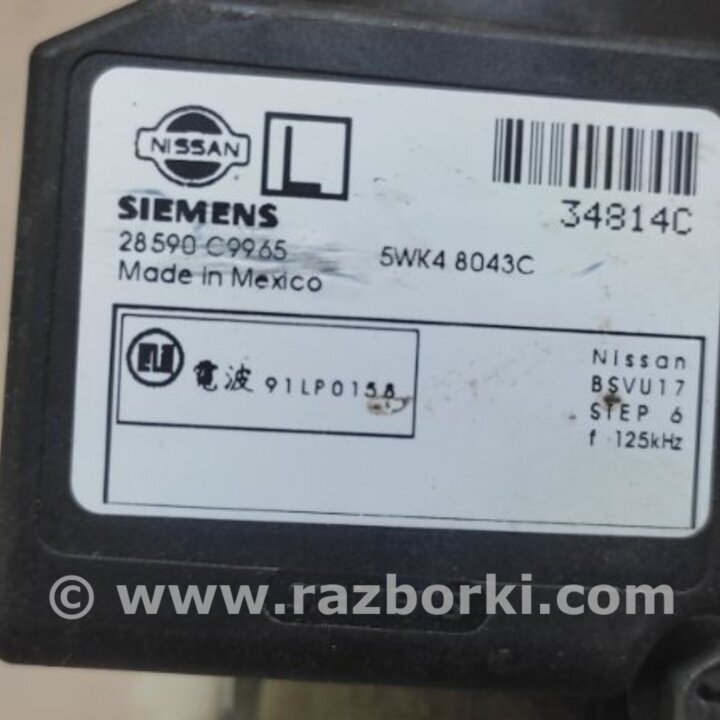 NISSAN
L
SIEMENS
34814C
28590 C9965
5WK4 8043C
Made in Mexico
電波 91LP0158
Nissan
BSVU17
STEP 6
f 125kHz
© www.razborki.com